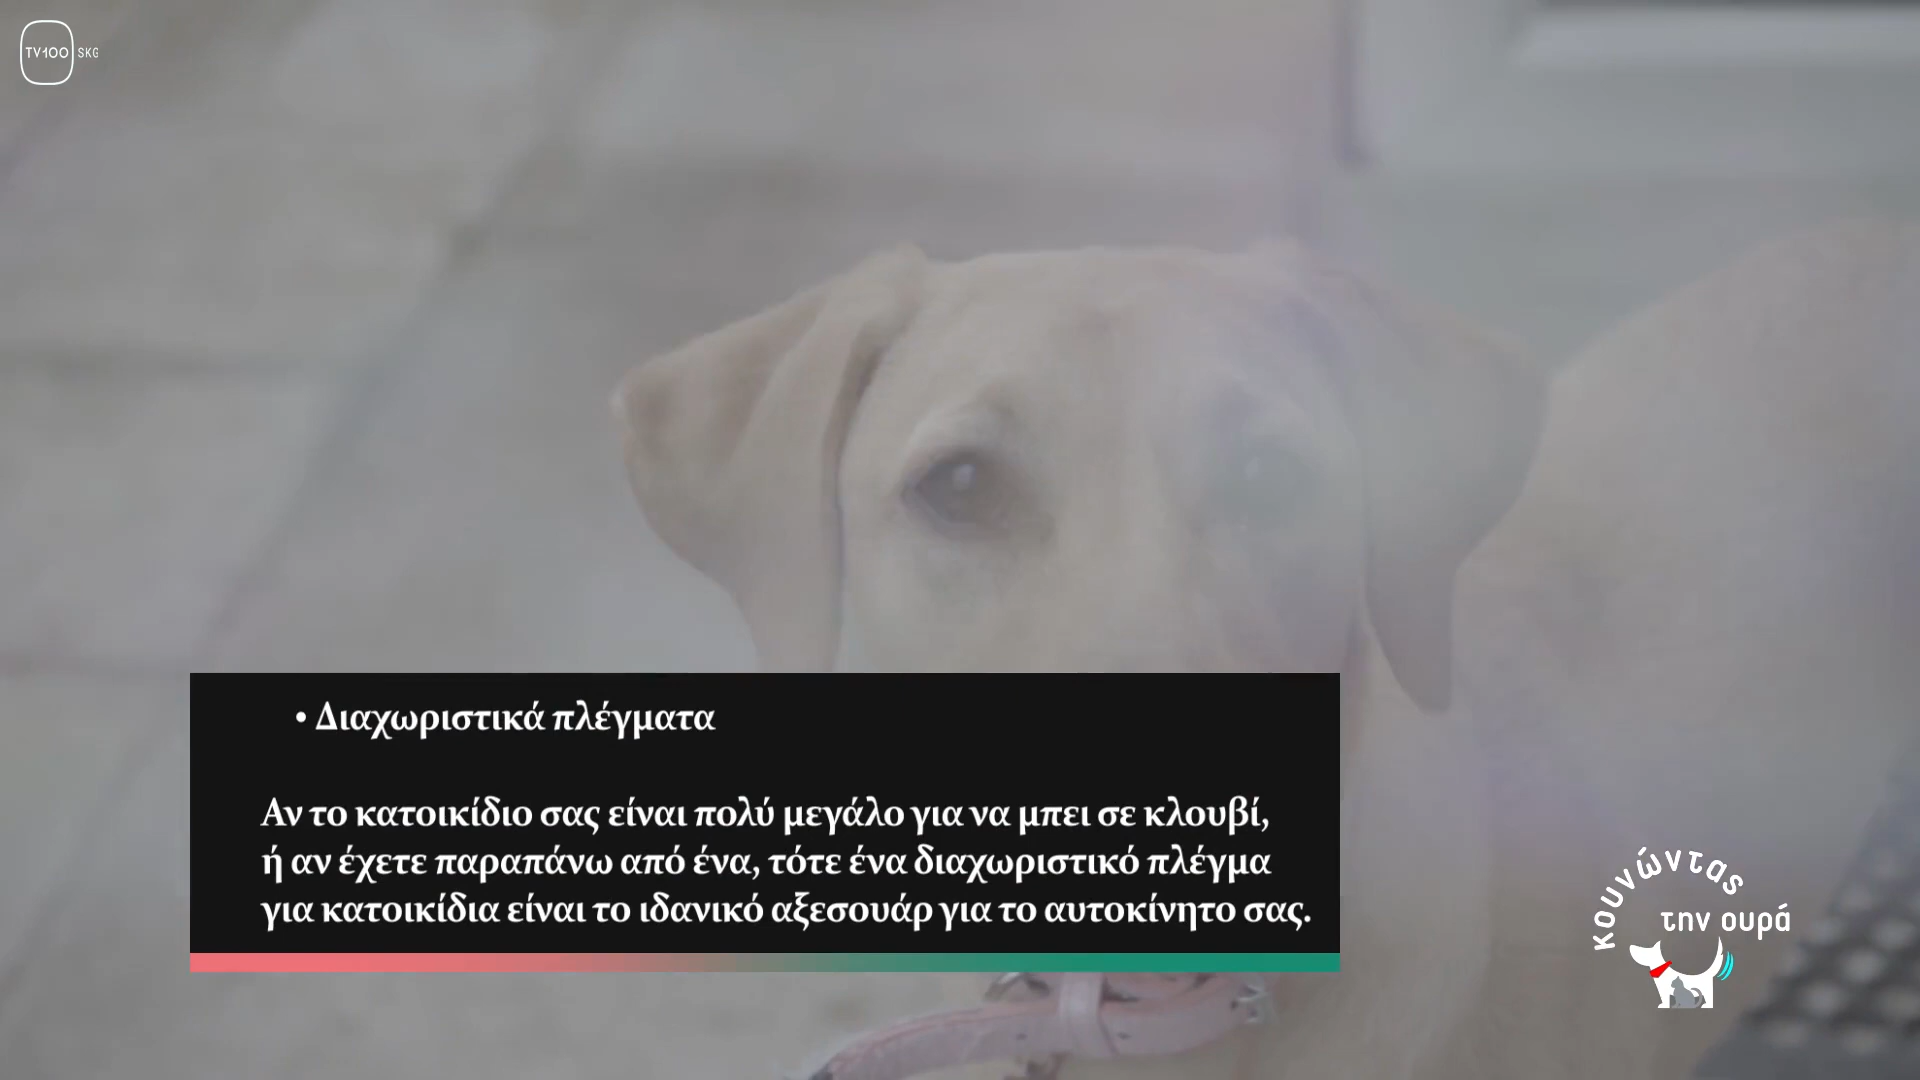 TV100 SKG
• Διαχωριστικά πλέγματα
Αν το κατοικίδιο σας είναι πολύ μεγάλο για να μπει σε κλουβί,
ή αν έχετε παραπάνω από ένα, τότε ένα διαχωριστικό πλέγμα
για κατοικίδια είναι το ιδανικό αξεσουάρ για το αυτοκίνητο σας.
κουνώντας
την ουρά